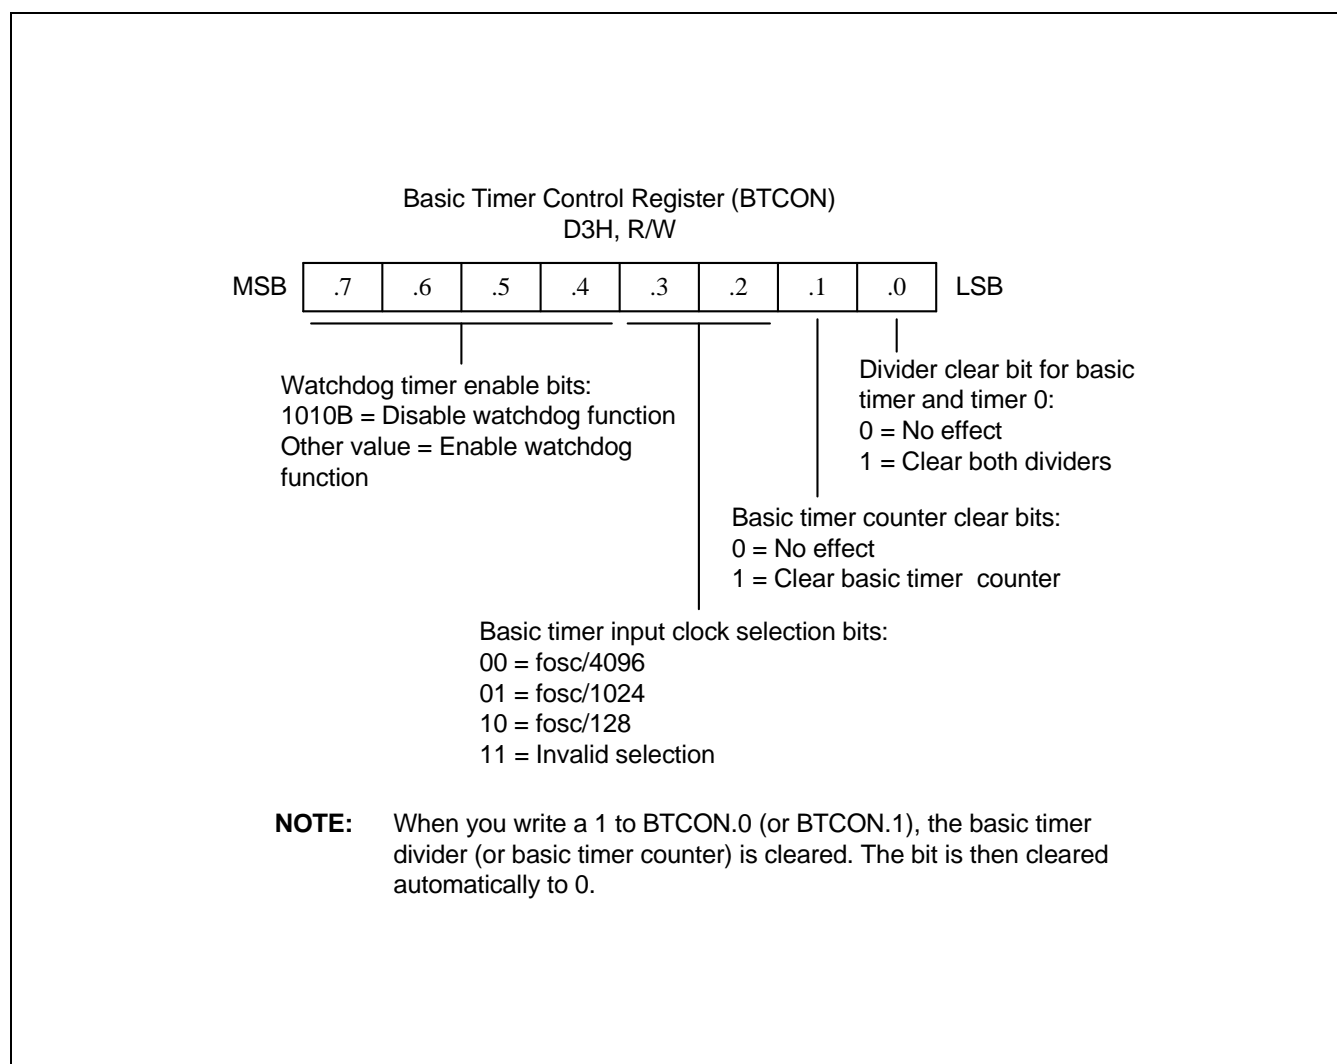 Basic Timer Control Register (BTCON)
D3H, R/W
MSB .7 .6 .5 .4 .3 .2 .1 .0 LSB
Watchdog timer enable bits:
1010B = Disable watchdog function
Other value = Enable watchdog
function
Divider clear bit for basic
timer and timer 0:
0 = No effect
1 = Clear both dividers
Basic timer counter clear bits:
0 = No effect
1 = Clear basic timer counter
Basic timer input clock selection bits:
00 = fosc/4096
01 = fosc/1024
10 = fosc/128
11 = Invalid selection
NOTE: When you write a 1 to BTCON.0 (or BTCON.1), the basic timer
divider (or basic timer counter) is cleared. The bit is then cleared
automatically to 0.